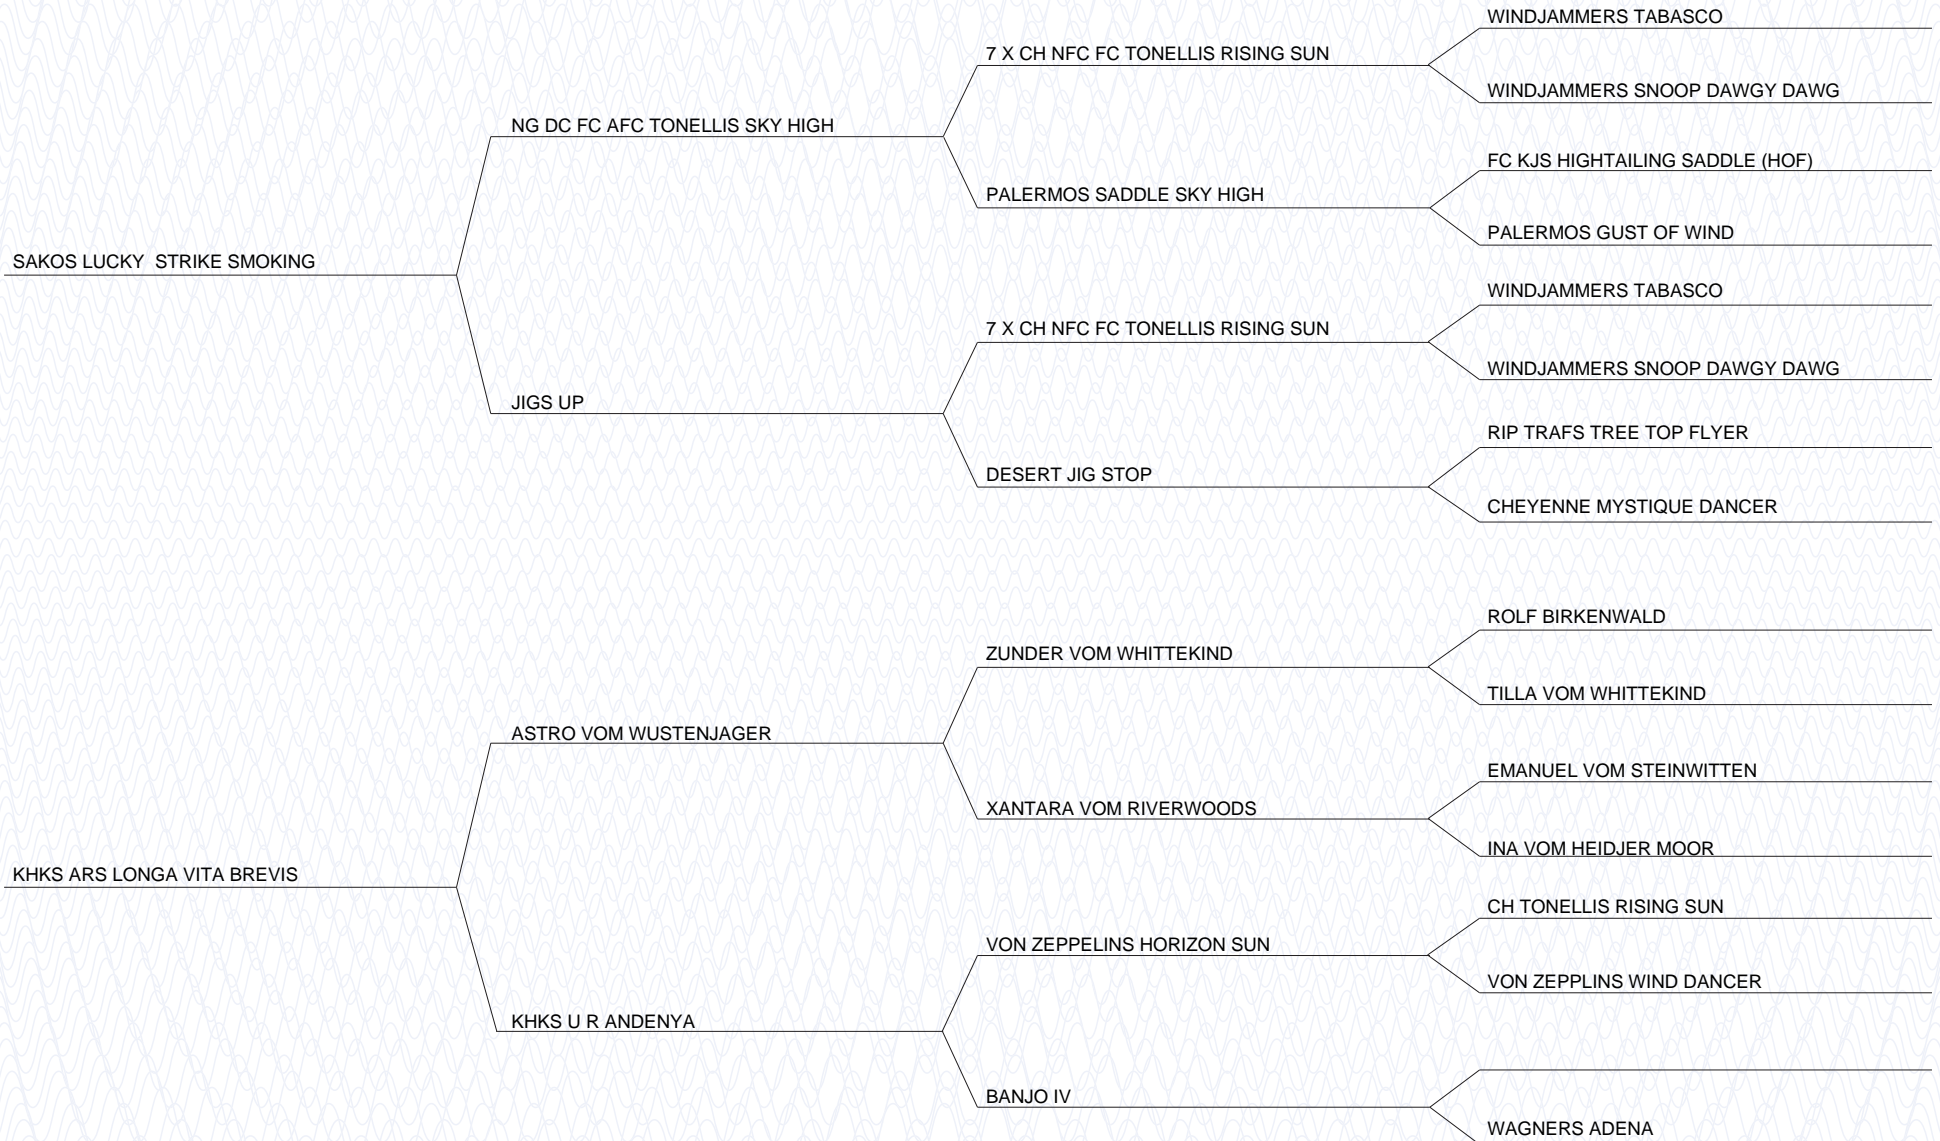 WINDJAMMERS TABASCO
7 X CH NFC FC TONELLIS RISING SUN
WINDJAMMERS SNOOP DAWGY DAWG
NG DC FC AFC TONELLIS SKY HIGH
FC KJS HIGHTAILING SADDLE (HOF)
PALERMOS SADDLE SKY HIGH
PALERMOS GUST OF WIND
SAKOS LUCKY  STRIKE SMOKING
WINDJAMMERS TABASCO
7 X CH NFC FC TONELLIS RISING SUN
WINDJAMMERS SNOOP DAWGY DAWG
JIGS UP
RIP TRAFS TREE TOP FLYER
DESERT JIG STOP
CHEYENNE MYSTIQUE DANCER
ROLF BIRKENWALD
ZUNDER VOM WHITTEKIND
TILLA VOM WHITTEKIND
ASTRO VOM WUSTENJAGER
EMANUEL VOM STEINWITTEN
XANTARA VOM RIVERWOODS
INA VOM HEIDJER MOOR
KHKS ARS LONGA VITA BREVIS
CH TONELLIS RISING SUN
VON ZEPPELINS HORIZON SUN
VON ZEPPLINS WIND DANCER
KHKS U R ANDENYA
BANJO IV
WAGNERS ADENA